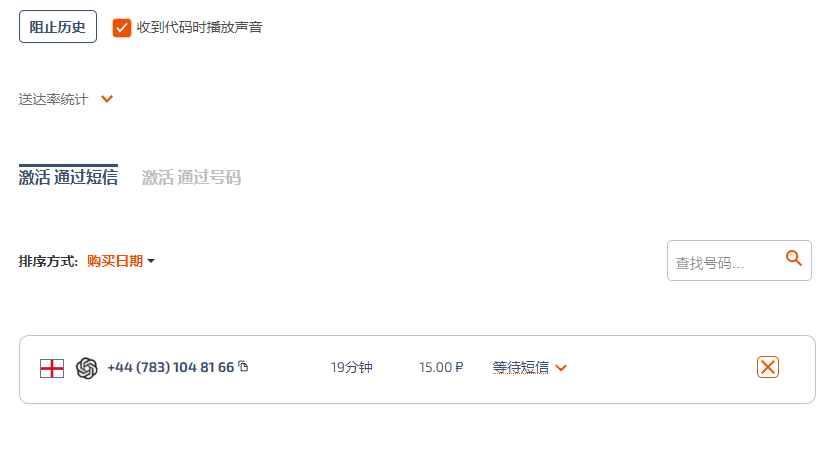 阻止历史 收到代码时播放声音
送达率统计
激活 通过短信 激活 通过号码
排序方式: 购买日期 查找号码...
+44 (783) 104 81 66 19分钟 15.00 ₽ 等待短信